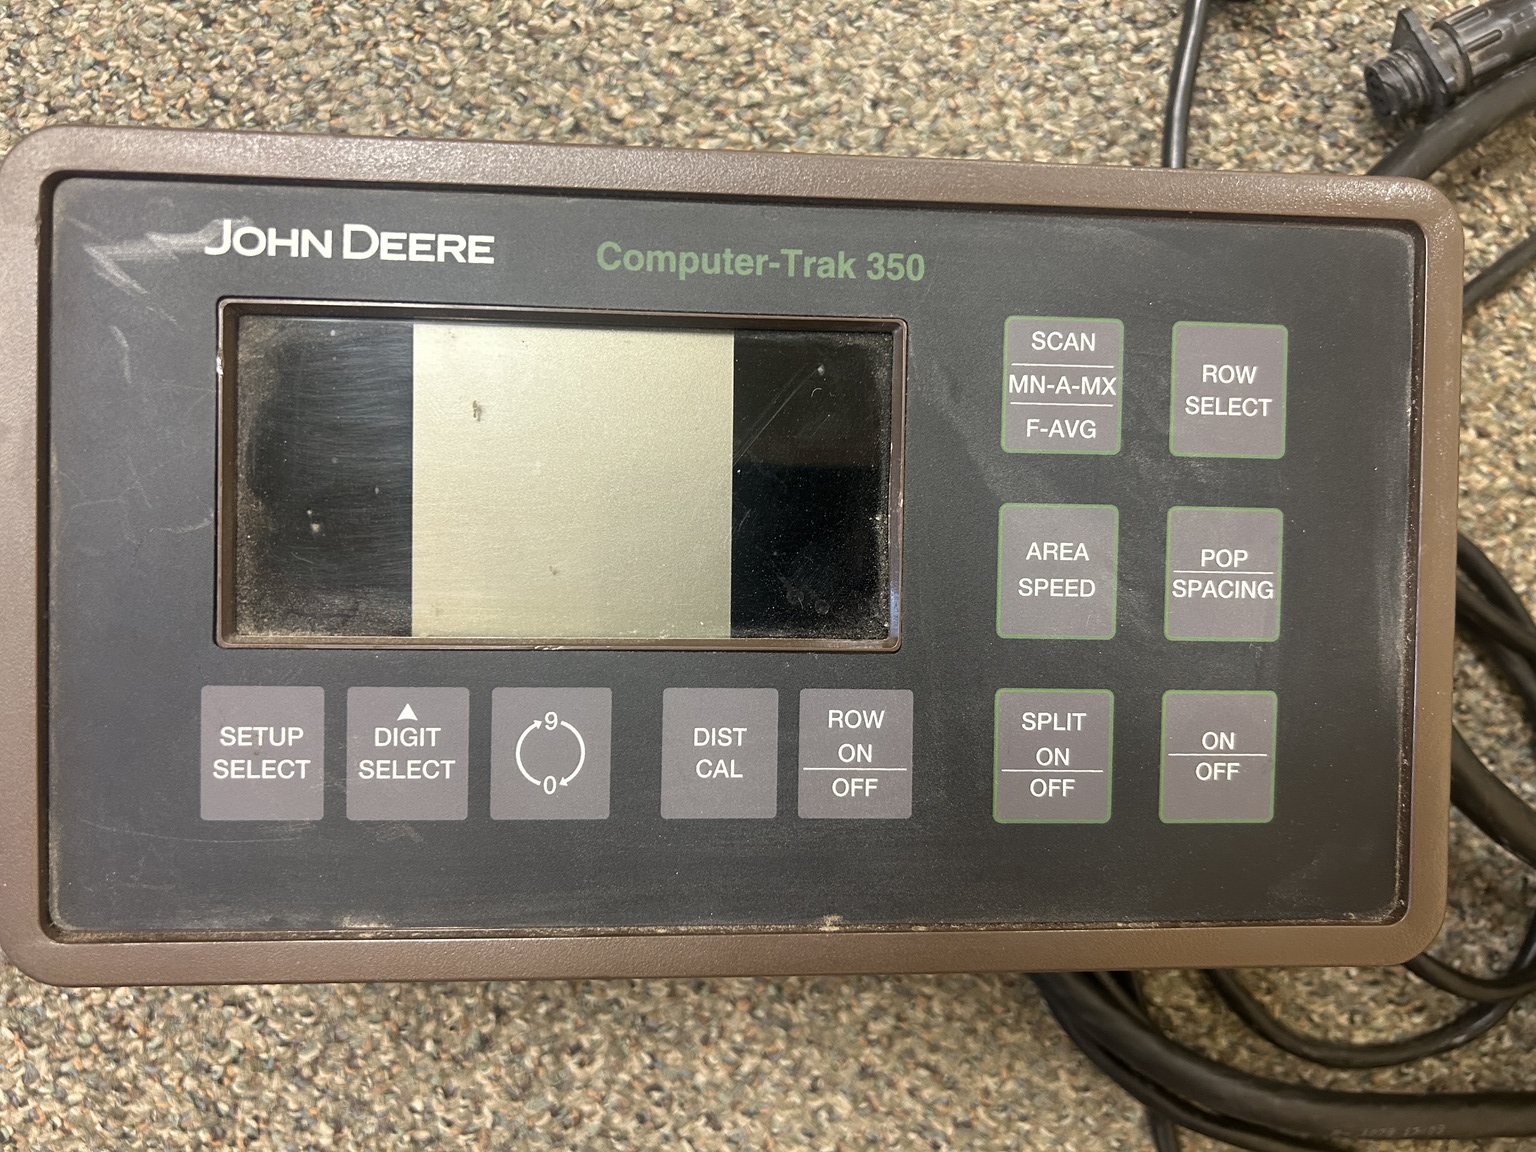 JOHN DEERE
Computer-Trak 350
SCAN
MN-A-MX
F-AVG
ROW
SELECT
AREA
SPEED
POP
SPACING
SETUP
SELECT
▲
DIGIT
SELECT
9
0
DIST
CAL
ROW
ON
OFF
SPLIT
ON
OFF
ON
OFF